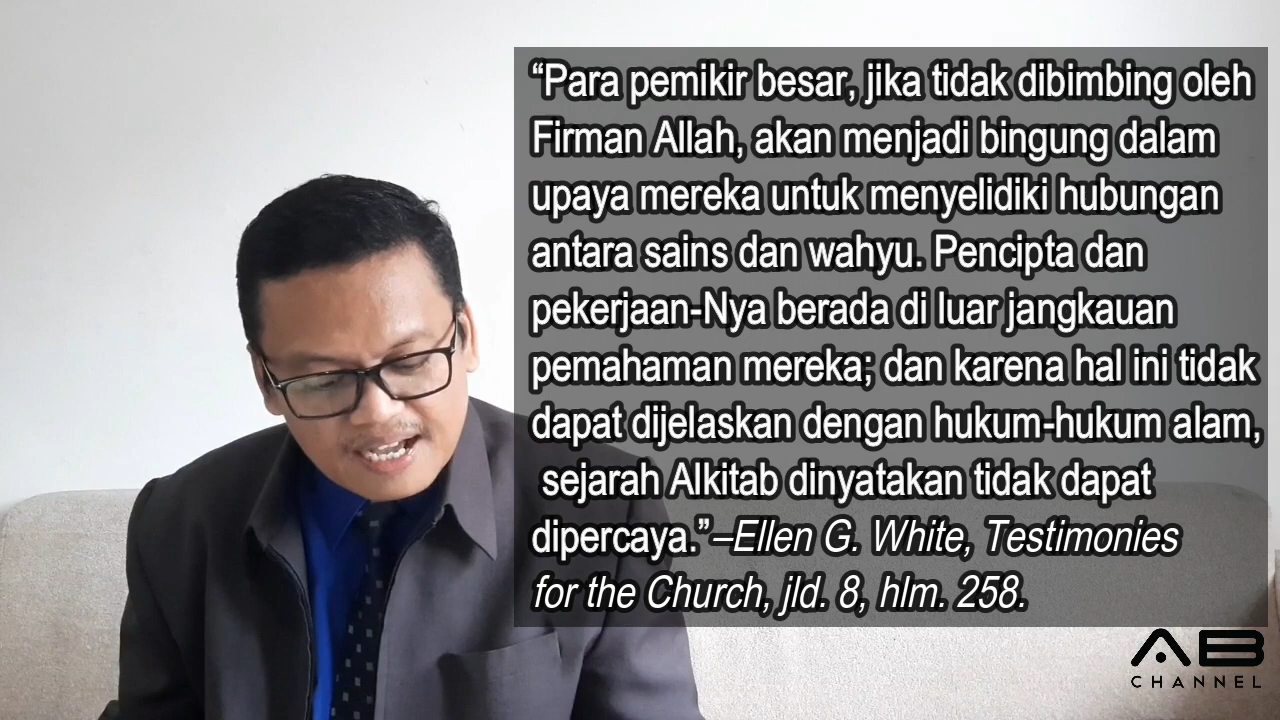 “Para pemikir besar, jika tidak dibimbing oleh
Firman Allah, akan menjadi bingung dalam
upaya mereka untuk menyelidiki hubungan
antara sains dan wahyu. Pencipta dan
pekerjaan-Nya berada di luar jangkauan
pemahaman mereka; dan karena hal ini tidak
dapat dijelaskan dengan hukum-hukum alam,
sejarah Alkitab dinyatakan tidak dapat
dipercaya.”–Ellen G. White, Testimonies
for the Church, jld. 8, hlm. 258.
AB
CHANNEL